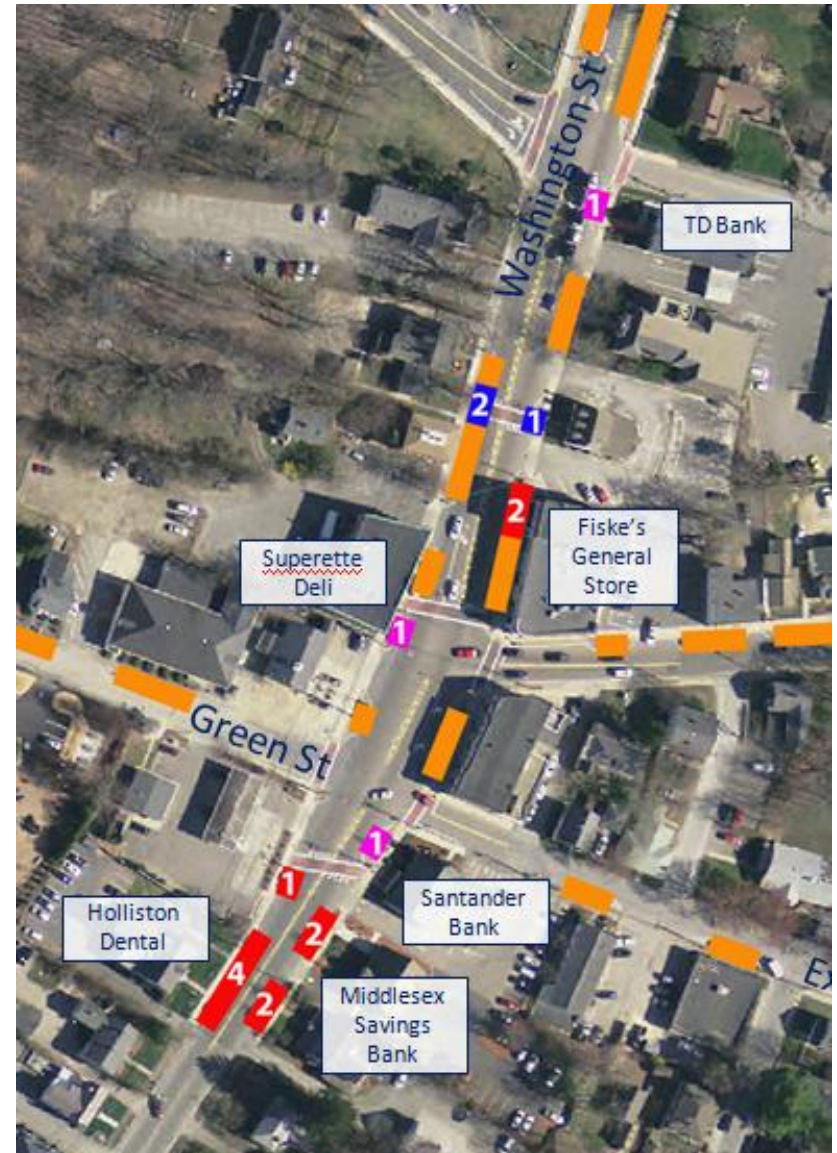 Washington St
1
TD Bank
2
1
2
Fiske's
General
Store
Superette
Deli
1
Green St
1
1
Santander
Bank
Holliston
Dental
2
4
2
Middlesex
Savings
Bank
Ex